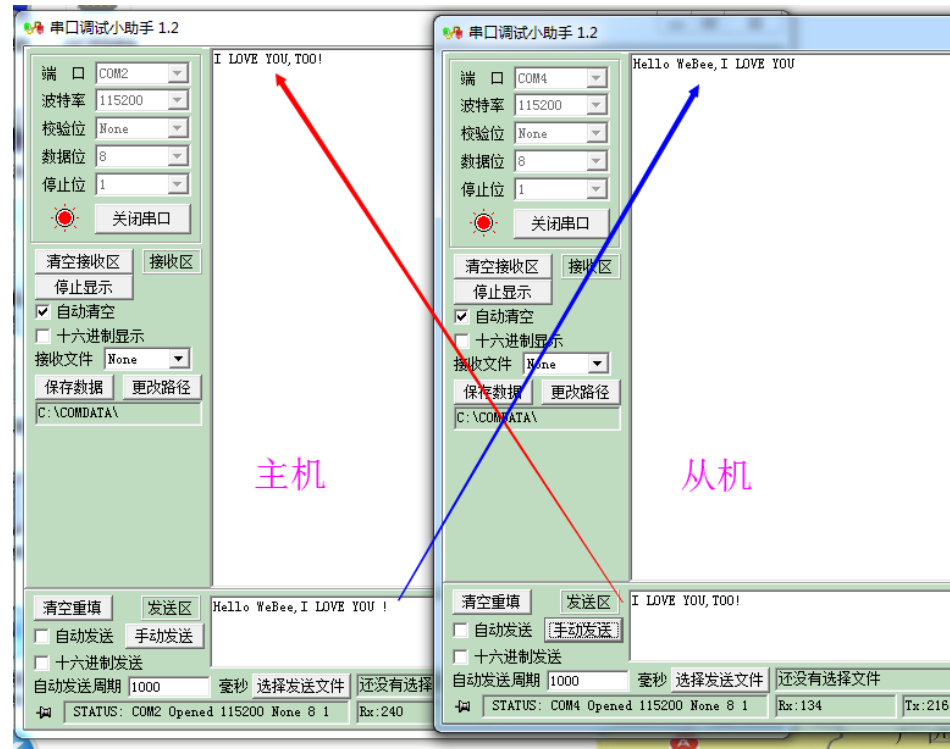 串口调试小助手 1.2
端 口 COM2
波特率 115200
校验位 None
数据位 8
停止位 1
关闭串口
清空接收区 接收区
停止显示
自动清空
十六进制显示
接收文件 None
保存数据 更改路径
C:\COMDATA\
I LOVE YOU,TOO!
主机
清空重填 发送区
自动发送 手动发送
十六进制发送
Hello WeBee,I LOVE YOU !
自动发送周期 1000 毫秒 选择发送文件 还没有选择
STATUS: COM2 Opened 115200 None 8 1 Rx:240
串口调试小助手 1.2
端 口 COM4
波特率 115200
校验位 None
数据位 8
停止位 1
关闭串口
清空接收区 接收区
停止显示
自动清空
十六进制显示
接收文件 None
保存数据 更改路径
C:\COMDATA\
Hello WeBee,I LOVE YOU
从机
清空重填 发送区
自动发送 手动发送
十六进制发送
I LOVE YOU,TOO!
自动发送周期 1000 毫秒 选择发送文件 还没有选择文件
STATUS: COM4 Opened 115200 None 8 1 Rx:134 Tx:216